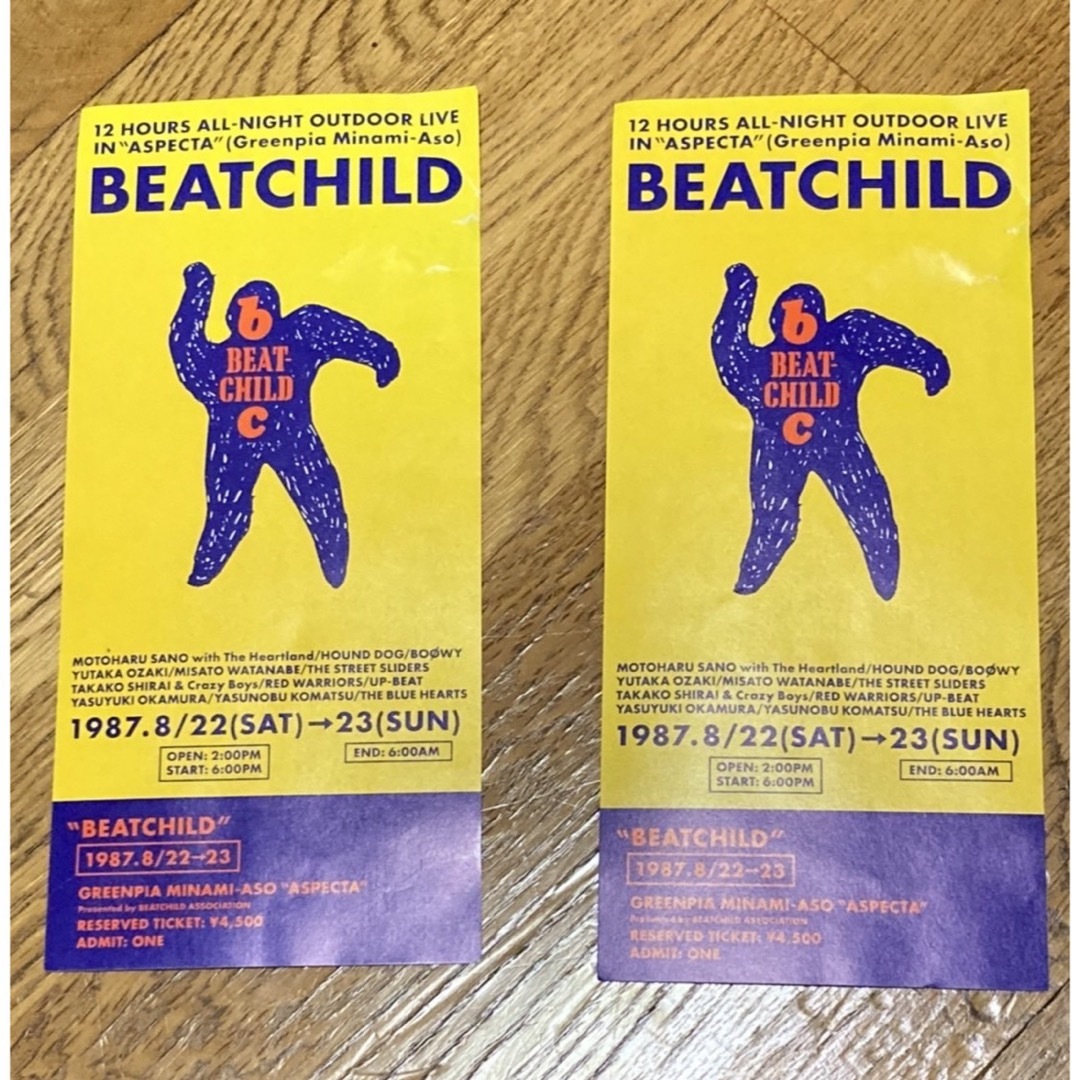 12 HOURS ALL-NIGHT OUTDOOR LIVE
IN "ASPECTA" (Greenpia Minami-Aso)
BEATCHILD
b
BEAT-
CHILD
c
MOTOHARU SANO with The Heartland/HOUND DOG/BOØWY
YUTAKA OZAKI/MISATO WATANABE/THE STREET SLIDERS
TAKAKO SHIRAI & Crazy Boys/RED WARRIORS/UP-BEAT
YASUYUKI OKAMURA/YASUNOBU KOMATSU/THE BLUE HEARTS
1987.8/22(SAT)→23(SUN)
OPEN: 2:00PM
START: 6:00PM
END: 6:00AM
"BEATCHILD"
1987.8/22→23
GREENPIA MINAMI-ASO "ASPECTA"
Presented by BEATCHILD ASSOCIATION
RESERVED TICKET: ¥4,500
ADMIT: ONE
12 HOURS ALL-NIGHT OUTDOOR LIVE
IN "ASPECTA" (Greenpia Minami-Aso)
BEATCHILD
b
BEAT-
CHILD
c
MOTOHARU SANO with The Heartland/HOUND DOG/BOØWY
YUTAKA OZAKI/MISATO WATANABE/THE STREET SLIDERS
TAKAKO SHIRAI & Crazy Boys/RED WARRIORS/UP-BEAT
YASUYUKI OKAMURA/YASUNOBU KOMATSU/THE BLUE HEARTS
1987.8/22(SAT)→23(SUN)
OPEN: 2:00PM
START: 6:00PM
END: 6:00AM
"BEATCHILD"
1987.8/22→23
GREENPIA MINAMI-ASO "ASPECTA"
Presented by BEATCHILD ASSOCIATION
RESERVED TICKET: ¥4,500
ADMIT: ONE